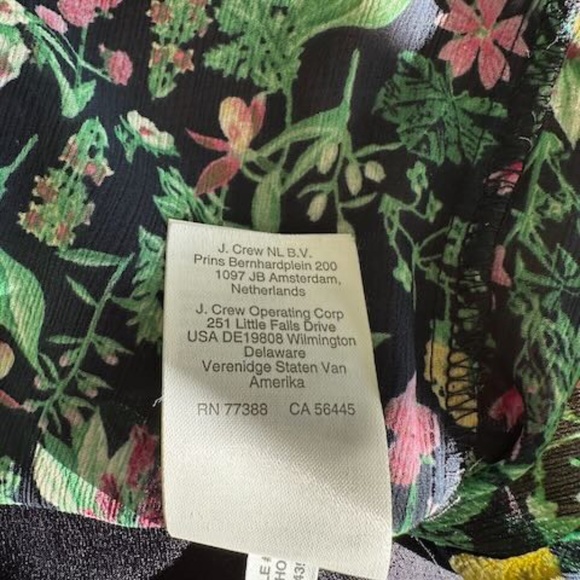 J. Crew NL B.V.
Prins Bernhardplein 200
1097 JB Amsterdam,
Netherlands
J. Crew Operating Corp
251 Little Falls Drive
USA DE19808 Wilmington
Delaware
Verenidge Staten Van
Amerika
RN 77388 CA 56445